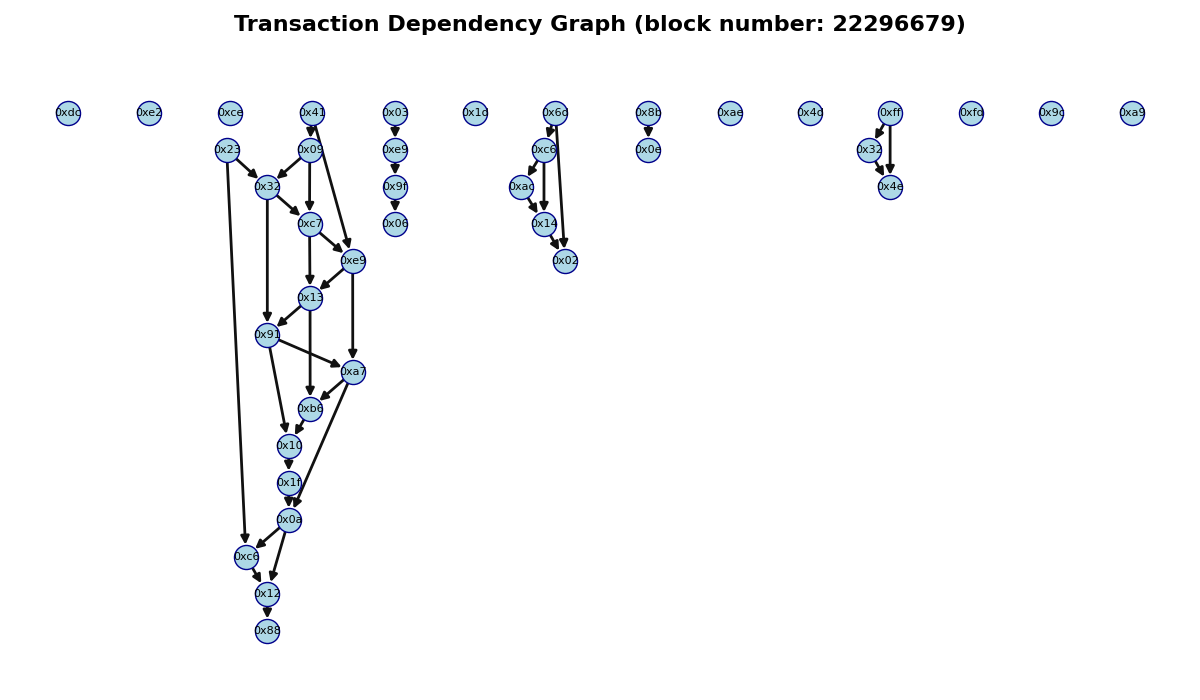 Transaction Dependency Graph (block number: 22296679)
0xdc 0xe2 0xce 0x41 0x03 0x1d 0x6d 0x8b 0xae 0x4d 0xff 0xfd 0x9c 0xa9
0x23 0x09 0xe9 0xc6 0x0e 0x32
0x32 0x9f 0xac 0x4e
0xc7 0x06 0x14
0xe9 0x02
0x13
0x91
0xa7
0xb6
0x10
0x1f
0x0a
0xc6
0x12
0x88